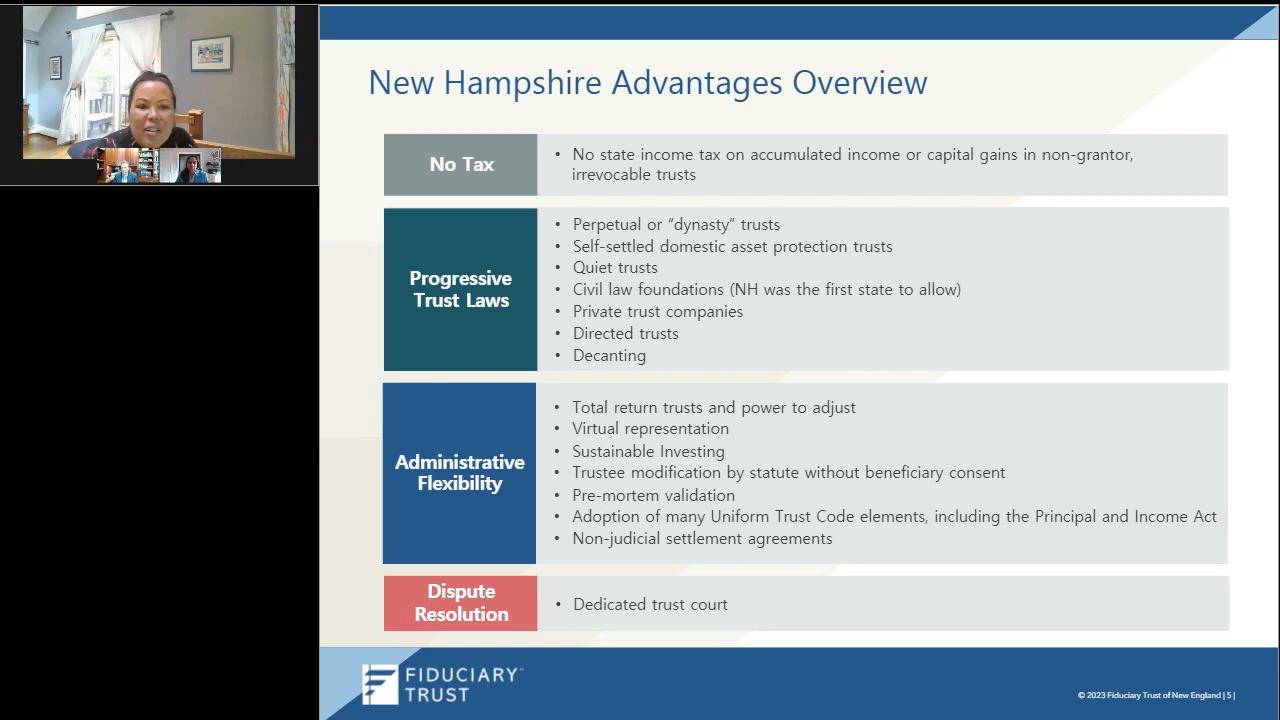 New Hampshire Advantages Overview
No Tax
• No state income tax on accumulated income or capital gains in non-grantor,
irrevocable trusts
Progressive
Trust Laws
• Perpetual or “dynasty” trusts
• Self-settled domestic asset protection trusts
• Quiet trusts
• Civil law foundations (NH was the first state to allow)
• Private trust companies
• Directed trusts
• Decanting
Administrative
Flexibility
• Total return trusts and power to adjust
• Virtual representation
• Sustainable Investing
• Trustee modification by statute without beneficiary consent
• Pre-mortem validation
• Adoption of many Uniform Trust Code elements, including the Principal and Income Act
• Non-judicial settlement agreements
Dispute
Resolution
• Dedicated trust court
FIDUCIARY™
TRUST
© 2023 Fiduciary Trust of New England | 5 |